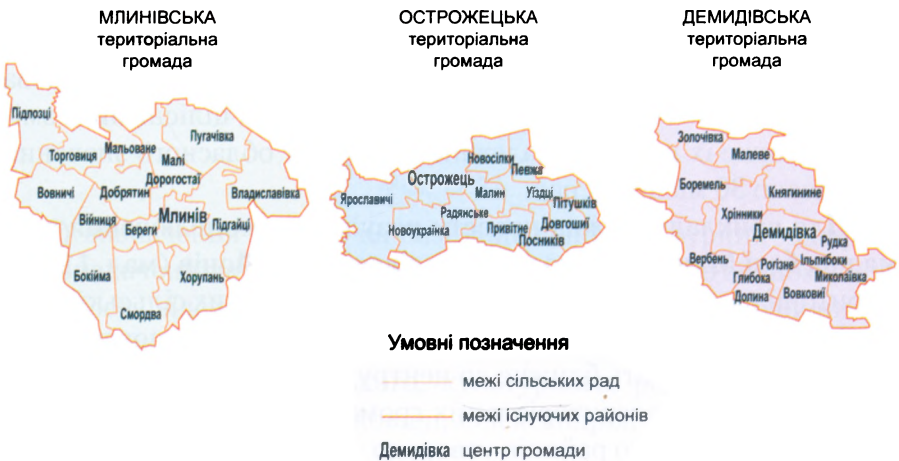 МЛИНІВСЬКА
територіальна
громада
ОСТРОЖЕЦЬКА
територіальна
громада
ДЕМИДІВСЬКА
територіальна
громада
Підлозці
Торговиця
Мальоване
Пугачівка
Малі
Дорогостаї
Вовничі
Добрятин
Владиславівка
Війниця
Млинів
Береги
Підгайці
Бокійма
Хорупань
Смордва
Новосілки
Певжа
Острожець
Ярославичі
Малин
Уїздці
Пітушків
Радянське
Довгошиї
Новоукраїнка
Привітне
Посників
Золочівка
Малеве
Боремель
Княгинине
Хрінники
Демидівка
Рудка
Вербень
Рогізне
Ільпибоки
Глибока
Миколаївка
Долина
Вовковиї
Умовні позначення
межі сільських рад
межі існуючих районів
Демидівка центр громади